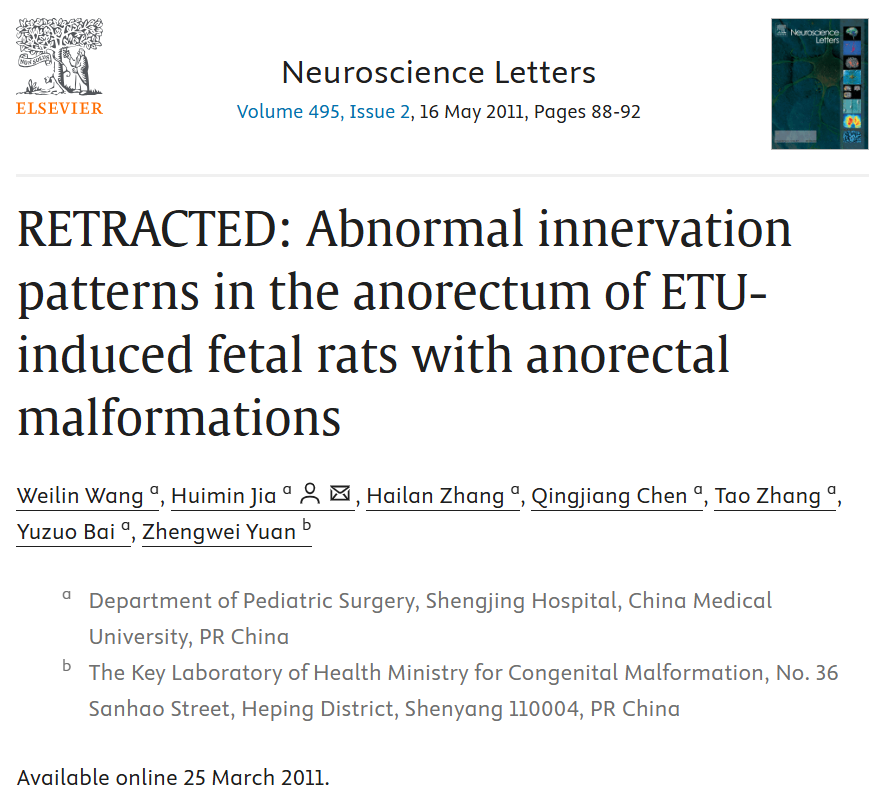 ELSEVIER
Neuroscience Letters
Volume 495, Issue 2, 16 May 2011, Pages 88-92
Neuroscience
Letters
RETRACTED: Abnormal innervation
patterns in the anorectum of ETU-
induced fetal rats with anorectal
malformations
Weilin Wang a, Huimin Jia a, Hailan Zhang a, Qingjiang Chen a, Tao Zhang a,
Yuzuo Bai a, Zhengwei Yuan b
a Department of Pediatric Surgery, Shengjing Hospital, China Medical
University, PR China
b The Key Laboratory of Health Ministry for Congenital Malformation, No. 36
Sanhao Street, Heping District, Shenyang 110004, PR China
Available online 25 March 2011.